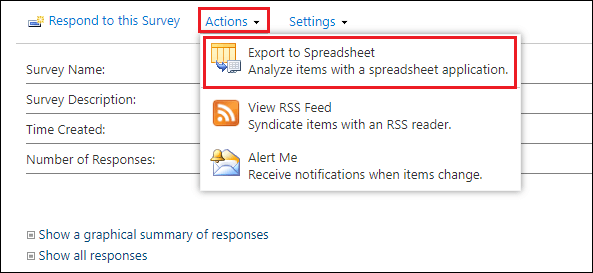 Respond to this Survey Actions Settings
Export to Spreadsheet
Survey Name: Analyze items with a spreadsheet application.
Survey Description: View RSS Feed
Time Created: Syndicate items with an RSS reader.
Number of Responses: Alert Me
Receive notifications when items change.
Show a graphical summary of responses
Show all responses